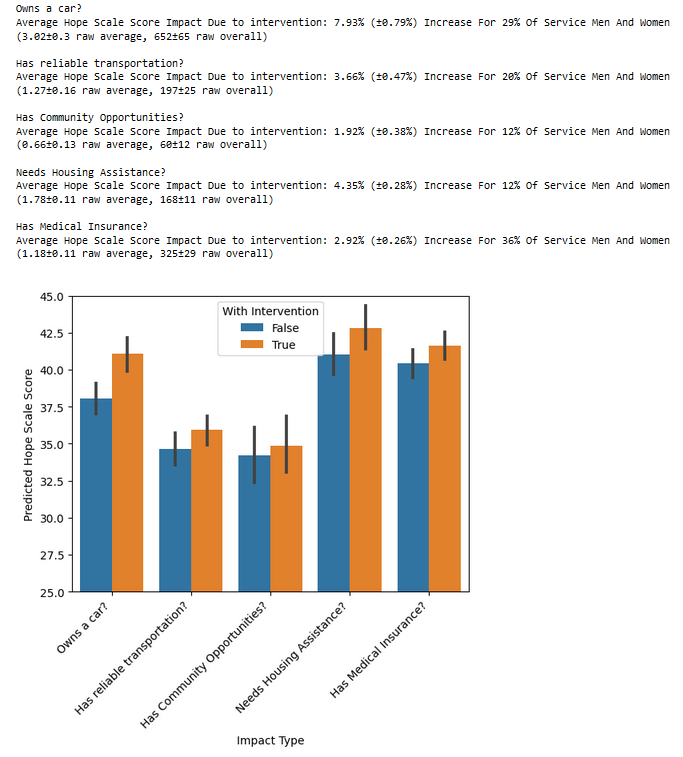 Owns a car?
Average Hope Scale Score Impact Due to intervention: 7.93% (±0.79%) Increase For 29% Of Service Men And Women
(3.02±0.3 raw average, 652±65 raw overall)
Has reliable transportation?
Average Hope Scale Score Impact Due to intervention: 3.66% (±0.47%) Increase For 20% Of Service Men And Women
(1.27±0.16 raw average, 197±25 raw overall)
Has Community Opportunities?
Average Hope Scale Score Impact Due to intervention: 1.92% (±0.38%) Increase For 12% Of Service Men And Women
(0.66±0.13 raw average, 60±12 raw overall)
Needs Housing Assistance?
Average Hope Scale Score Impact Due to intervention: 4.35% (±0.28%) Increase For 12% Of Service Men And Women
(1.78±0.11 raw average, 168±11 raw overall)
Has Medical Insurance?
Average Hope Scale Score Impact Due to intervention: 2.92% (±0.26%) Increase For 36% Of Service Men And Women
(1.18±0.11 raw average, 325±29 raw overall)
With Intervention
False
True
Predicted Hope Scale Score
45.0
42.5
40.0
37.5
35.0
32.5
30.0
27.5
25.0
Owns a car?
Has reliable transportation?
Has Community Opportunities?
Needs Housing Assistance?
Has Medical Insurance?
Impact Type